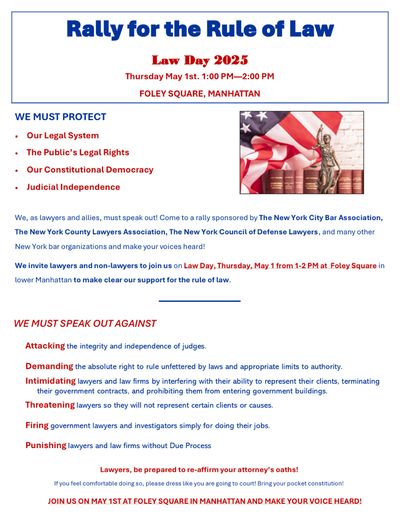 Rally for the Rule of Law
Law Day 2025
Thursday May 1st. 1:00 PM—2:00 PM
FOLEY SQUARE, MANHATTAN
WE MUST PROTECT
• Our Legal System
• The Public's Legal Rights
• Our Constitutional Democracy
• Judicial Independence
We, as lawyers and allies, must speak out! Come to a rally sponsored by The New York City Bar Association,
The New York County Lawyers Association, The New York Council of Defense Lawyers, and many other
New York bar organizations and make your voices heard!
We invite lawyers and non-lawyers to join us on Law Day, Thursday, May 1 from 1-2 PM at Foley Square in
lower Manhattan to make clear our support for the rule of law.
WE MUST SPEAK OUT AGAINST
Attacking the integrity and independence of judges.
Demanding the absolute right to rule unfettered by laws and appropriate limits to authority.
Intimidating lawyers and law firms by interfering with their ability to represent their clients, terminating
their government contracts, and prohibiting them from entering government buildings.
Threatening lawyers so they will not represent certain clients or causes.
Firing government lawyers and investigators simply for doing their jobs.
Punishing lawyers and law firms without Due Process
Lawyers, be prepared to re-affirm your attorney's oaths!
If you feel comfortable doing so, please dress like you are going to court! Bring your pocket constitution!
JOIN US ON MAY 1ST AT FOLEY SQUARE IN MANHATTAN AND MAKE YOUR VOICE HEARD!